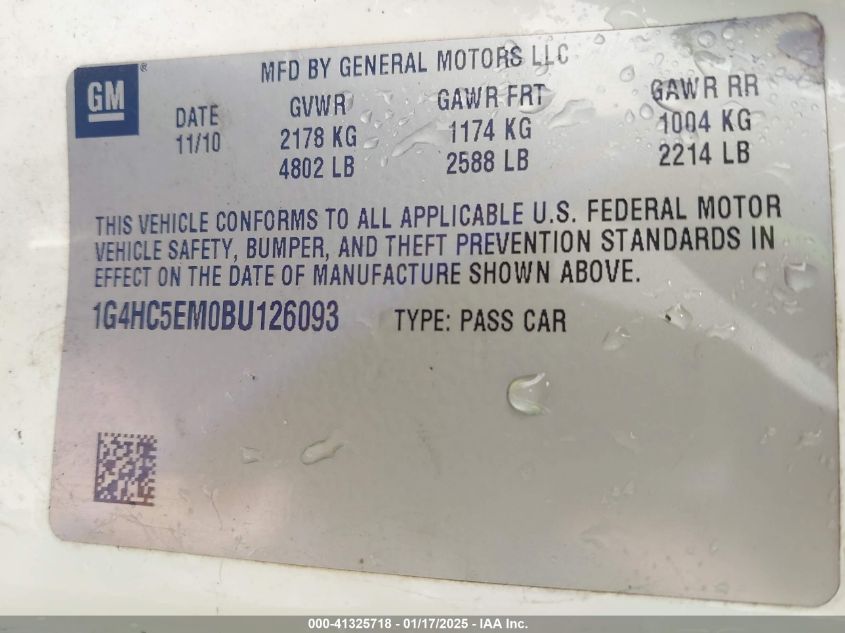 GM®
MFD BY GENERAL MOTORS LLC
DATE GVWR GAWR FRT GAWR RR
11/10 2178 KG 1174 KG 1004 KG
4802 LB 2588 LB 2214 LB
THIS VEHICLE CONFORMS TO ALL APPLICABLE U.S. FEDERAL MOTOR
VEHICLE SAFETY, BUMPER, AND THEFT PREVENTION STANDARDS IN
EFFECT ON THE DATE OF MANUFACTURE SHOWN ABOVE.
1G4HC5EM0BU126093 TYPE: PASS CAR
000-41325718 - 01/17/2025 - IAA Inc.